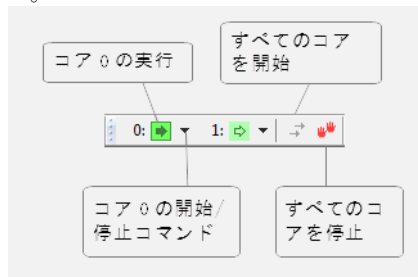 コア 0 の実行
すべてのコア
を開始
0:
1:
コア 0 の開始/
停止コマンド
すべてのコ
アを停止